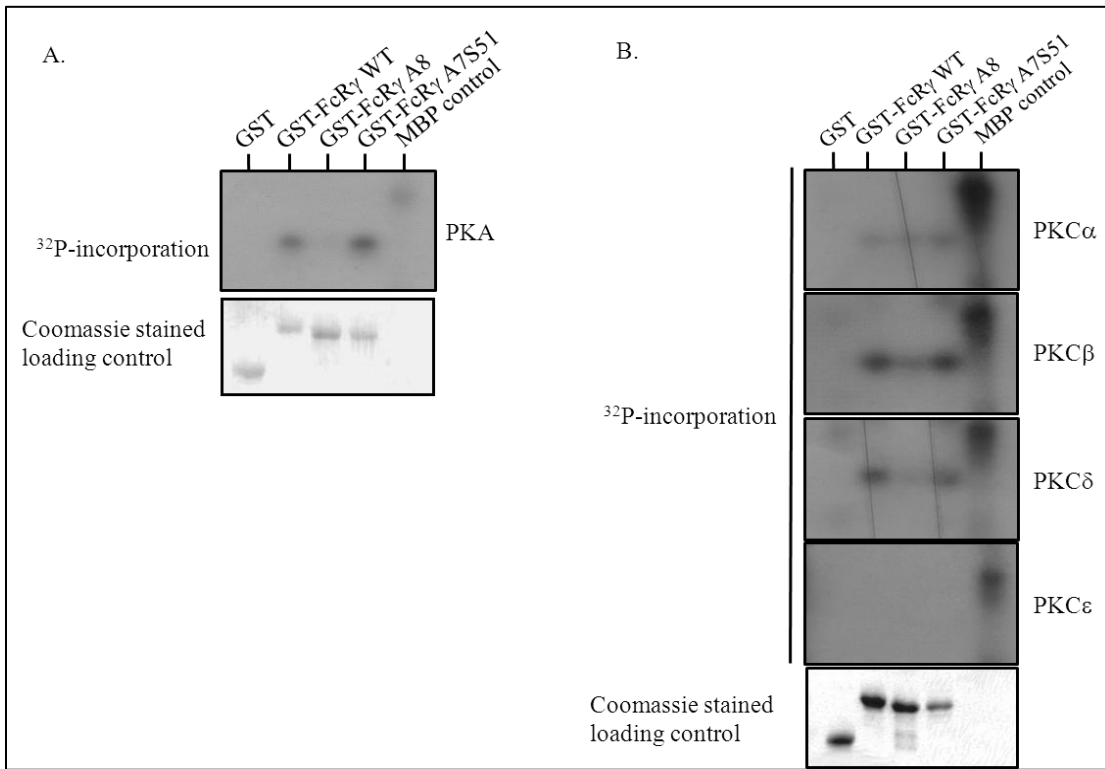 A.
GST
GST-FcRγ WT
GST-FcRγ A8
GST-FcRγ A7S51
MBP control
³²P-incorporation
PKA
Coomassie stained
loading control
B.
GST
GST-FcRγ WT
GST-FcRγ A8
GST-FcRγ A7S51
MBP control
³²P-incorporation
PKCα
PKCβ
PKCδ
PKCε
Coomassie stained
loading control